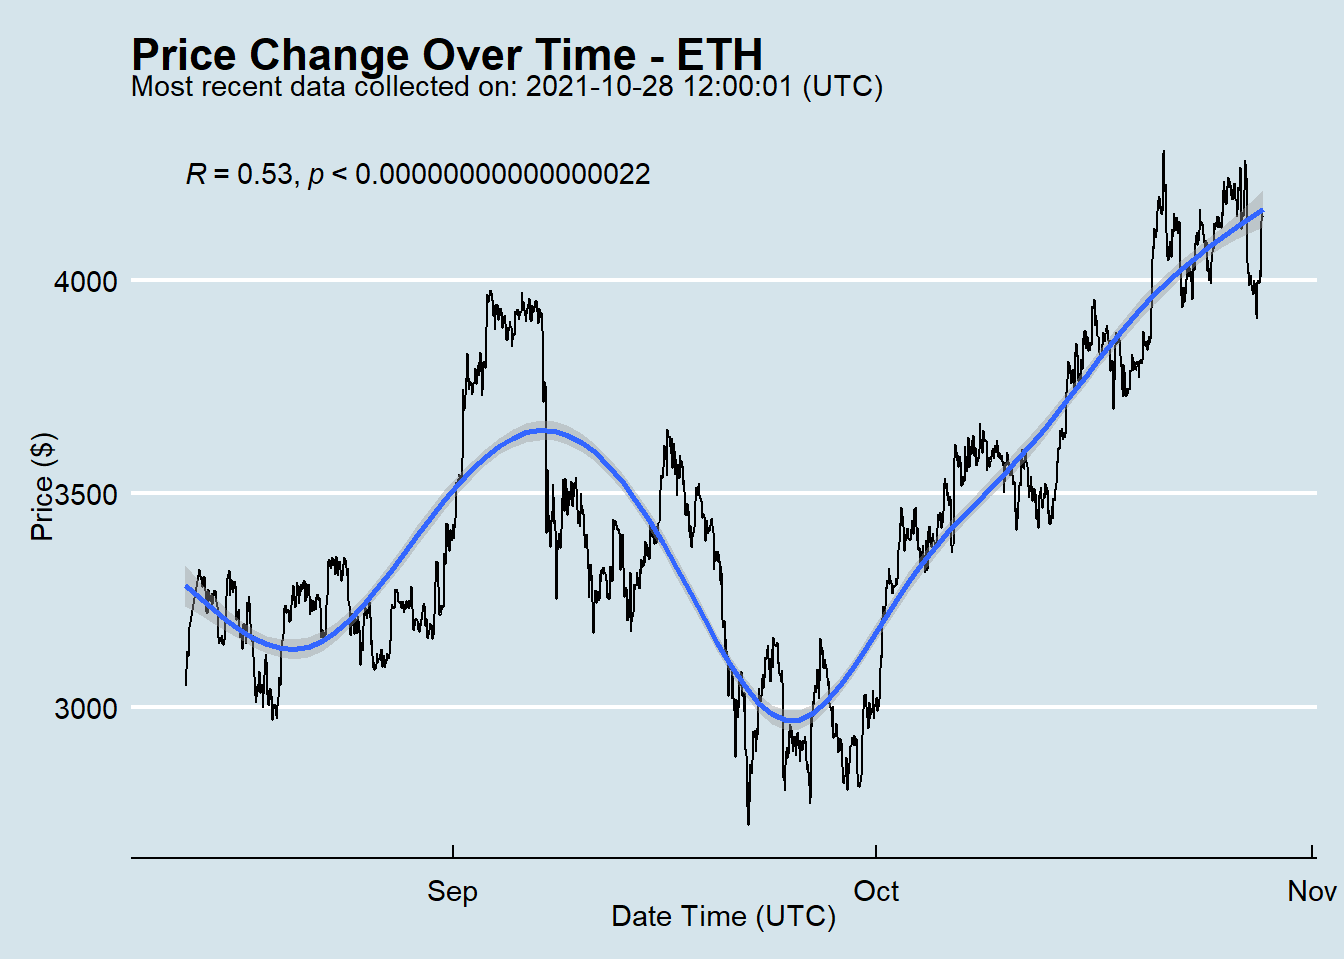 Price Change Over Time - ETH
Most recent data collected on: 2021-10-28 12:00:01 (UTC)
R = 0.53, p < 0.00000000000000022
4000
3500
3000
Price ($)
Sep
Oct
Nov
Date Time (UTC)